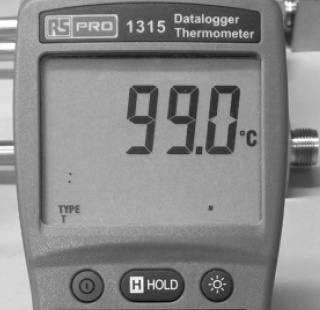 RS PRO 1315 Datalogger
Thermometer
99.0 °C
:
TYPE
T
H HOLD